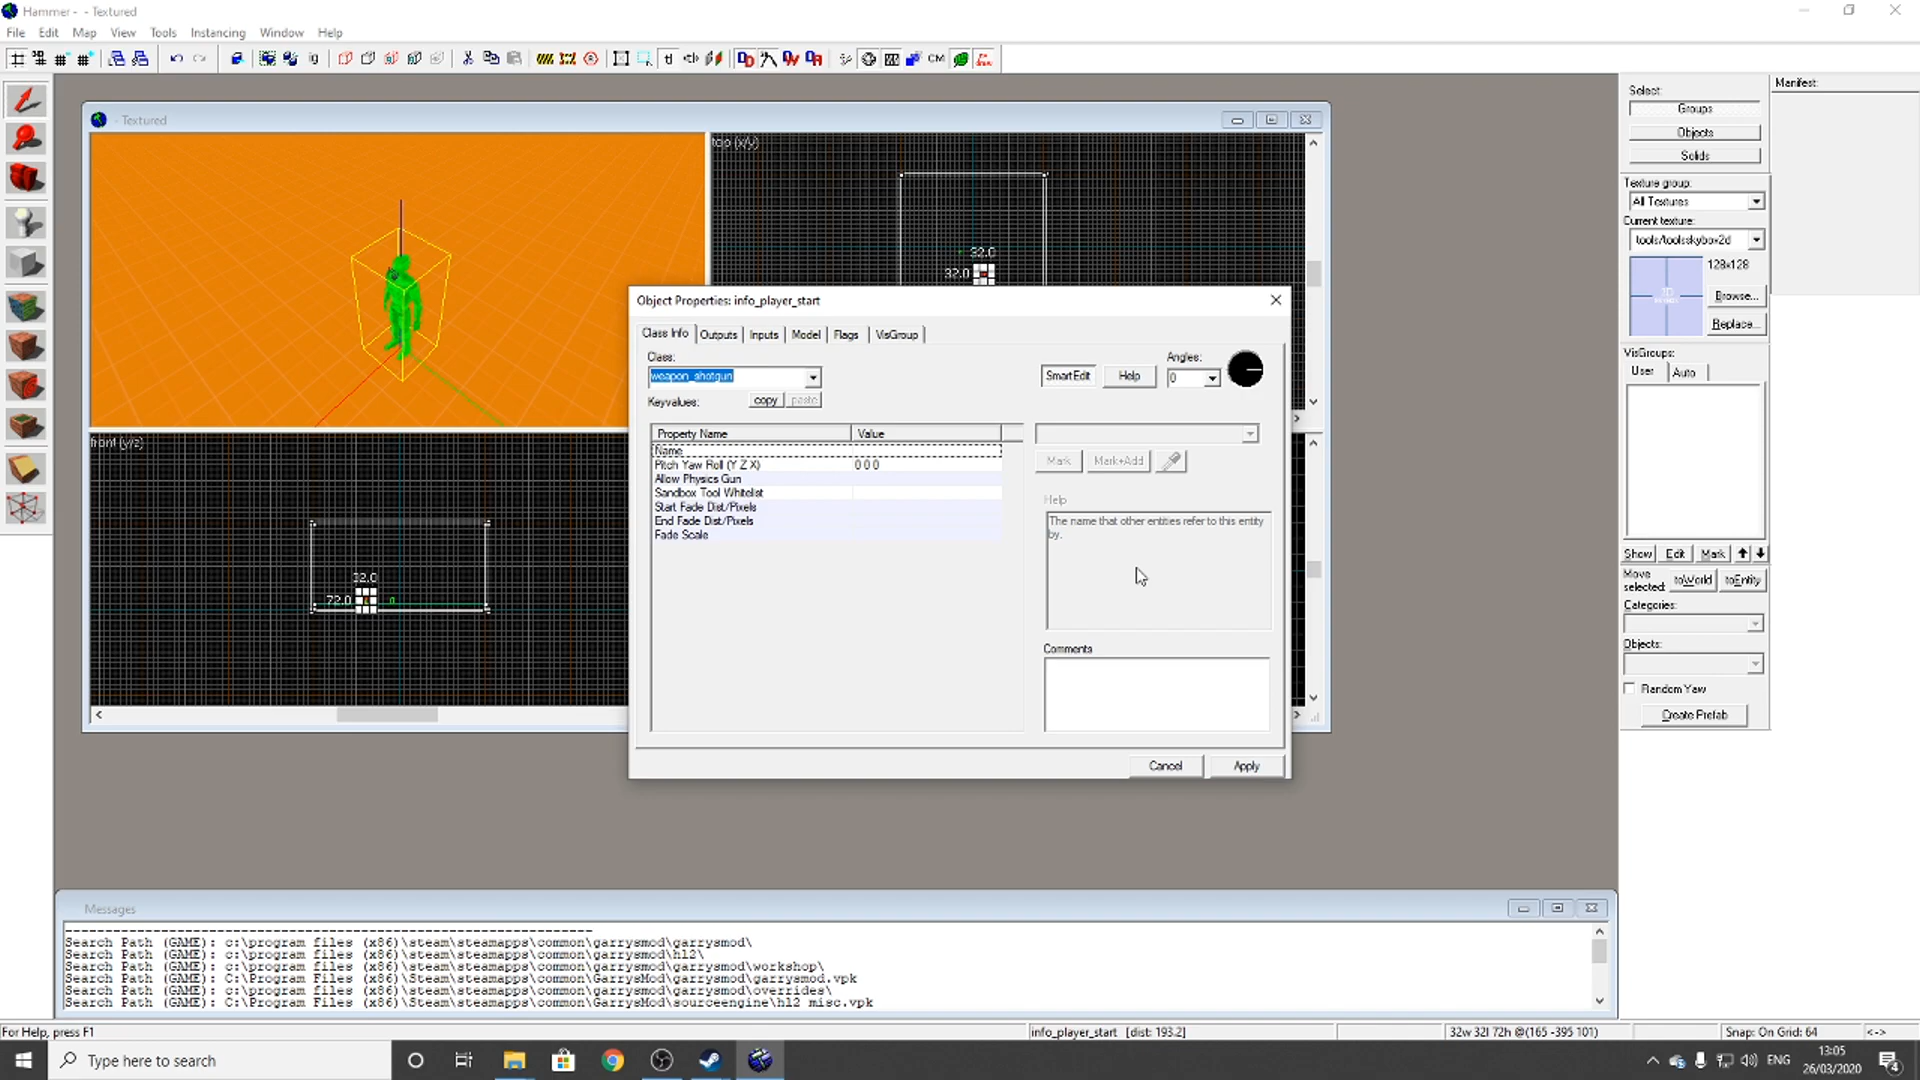 Hammer - - Textured
File Edit Map View Tools Instancing Window Help
CM
- Textured
top (x/y)
32.0
32.0
front (y/z)
32.0
72.0
Object Properties: info_player_start
Class Info Outputs Inputs Model Flags VisGroup
Class:
weapon_shotgun
Keyvalues: copy paste
SmartEdit Help
Angles:
0
Property Name Value
Name
Pitch Yaw Roll (Y Z X) 0 0 0
Allow Physics Gun
Sandbox Tool Whitelist
Start Fade Dist/Pixels
End Fade Dist/Pixels
Fade Scale
Mark Mark+Add
Help
The name that other entities refer to this entity
by.
Comments
Cancel Apply
Select:
Groups
Objects
Solids
Texture group:
All Textures
Current texture:
tools/toolsskybox2d
128x128
Browse...
Replace...
VisGroups:
User Auto
Show Edit Mark
Move
selected: toWorld toEntity
Categories:
Objects:
Random Yaw
Create Prefab
Manifest:
Messages
Search Path (GAME): c:\program files (x86)\steam\steamapps\common\garrysmod\garrysmod\
Search Path (GAME): c:\program files (x86)\steam\steamapps\common\garrysmod\hl2\
Search Path (GAME): c:\program files (x86)\steam\steamapps\common\garrysmod\garrysmod\workshop\
Search Path (GAME): C:\Program Files (x86)\Steam\steamapps\common\GarrysMod\garrysmod\garrysmod.vpk
Search Path (GAME): c:\program files (x86)\steam\steamapps\common\garrysmod\garrysmod\overrides\
Search Path (GAME): C:\Program Files (x86)\Steam\steamapps\common\GarrysMod\sourceengine\hl2_misc.vpk
For Help, press F1
info_player_start [dist: 193.2]
32w 32l 72h @(165 -395 101)
Snap: On Grid: 64
<->
Type here to search
ENG
13:05
26/03/2020
4